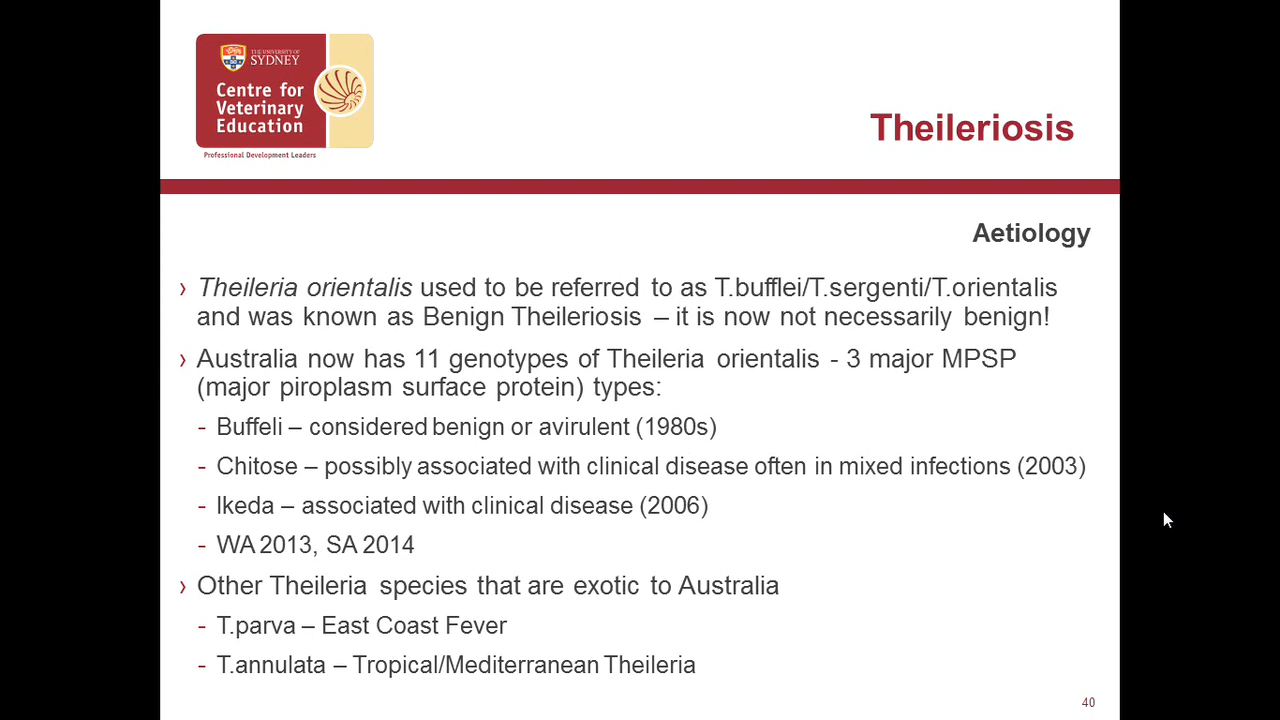 THE UNIVERSITY OF
SYDNEY
Centre for
Veterinary
Education
Professional Development Leaders
Theileriosis
Aetiology
› Theileria orientalis used to be referred to as T.bufflei/T.sergenti/T.orientalis
and was known as Benign Theileriosis – it is now not necessarily benign!
› Australia now has 11 genotypes of Theileria orientalis - 3 major MPSP
(major piroplasm surface protein) types:
- Buffeli – considered benign or avirulent (1980s)
- Chitose – possibly associated with clinical disease often in mixed infections (2003)
- Ikeda – associated with clinical disease (2006)
- WA 2013, SA 2014
› Other Theileria species that are exotic to Australia
- T.parva – East Coast Fever
- T.annulata – Tropical/Mediterranean Theileria
40